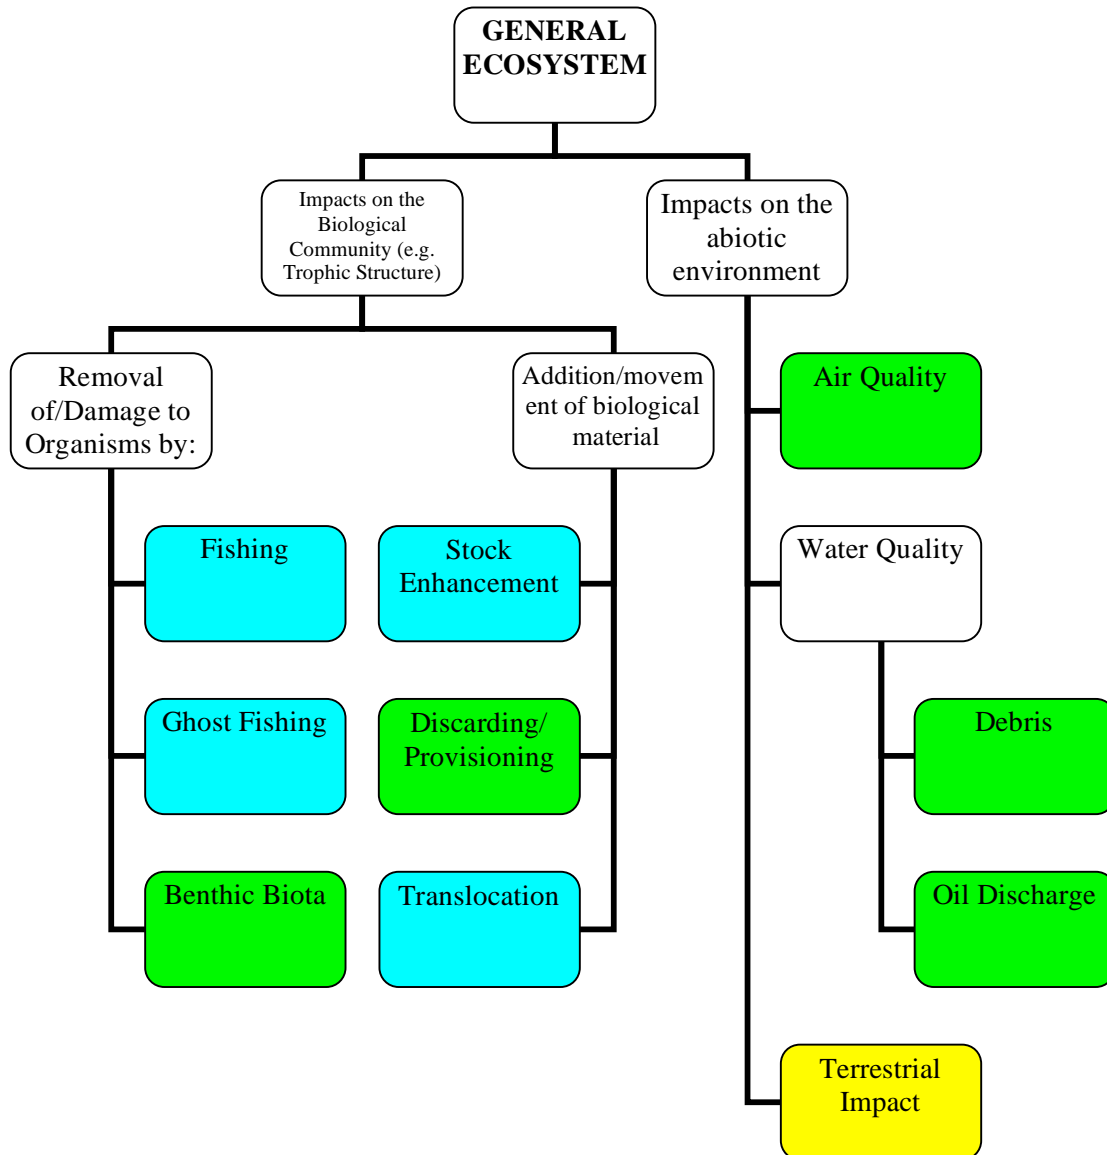 GENERAL
ECOSYSTEM
Impacts on the
Biological
Community (e.g.
Trophic Structure)
Impacts on the
abiotic
environment
Removal
of/Damage to
Organisms by:
Addition/movem
ent of biological
material
Air Quality
Fishing
Stock
Enhancement
Water Quality
Ghost Fishing
Discarding/
Provisioning
Debris
Benthic Biota
Translocation
Oil Discharge
Terrestrial
Impact